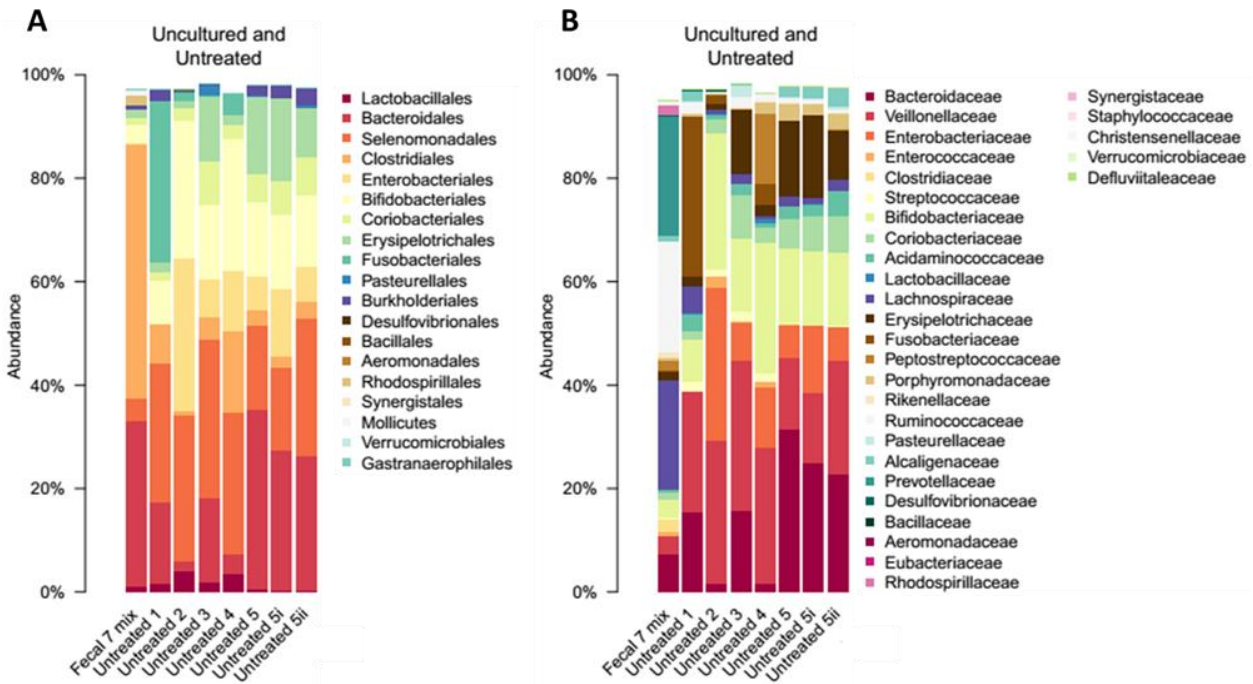 A
Uncultured and
Untreated
100%
80%
60%
40%
20%
0%
Abundance
Fecal 7 mix
Untreated 1
Untreated 2
Untreated 3
Untreated 4
Untreated 5
Untreated 5i
Untreated 5ii
Lactobacillales
Bacteroidales
Selenomonadales
Clostridiales
Enterobacteriales
Bifidobacteriales
Coriobacteriales
Erysipelotrichales
Fusobacteriales
Pasteurellales
Burkholderiales
Desulfovibrionales
Bacillales
Aeromonadales
Rhodospirillales
Synergistales
Mollicutes
Verrucomicrobiales
Gastranaerophilales
B
Uncultured and
Untreated
100%
80%
60%
40%
20%
0%
Abundance
Fecal 7 mix
Untreated 1
Untreated 2
Untreated 3
Untreated 4
Untreated 5
Untreated 5i
Untreated 5ii
Bacteroidaceae
Veillonellaceae
Enterobacteriaceae
Enterococcaceae
Clostridiaceae
Streptococcaceae
Bifidobacteriaceae
Coriobacteriaceae
Acidaminococcaceae
Lactobacillaceae
Lachnospiraceae
Erysipelotrichaceae
Fusobacteriaceae
Peptostreptococcaceae
Porphyromonadaceae
Rikenellaceae
Ruminococcaceae
Pasteurellaceae
Alcaligenaceae
Prevotellaceae
Desulfovibrionaceae
Bacillaceae
Aeromonadaceae
Eubacteriaceae
Rhodospirillaceae
Synergistaceae
Staphylococcaceae
Christensenellaceae
Verrucomicrobiaceae
Defluviitaleaceae